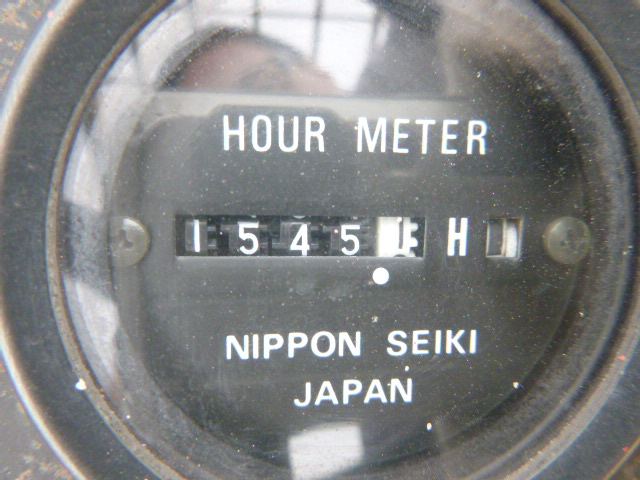 HOUR METER
1545 H
NIPPON SEIKI
JAPAN